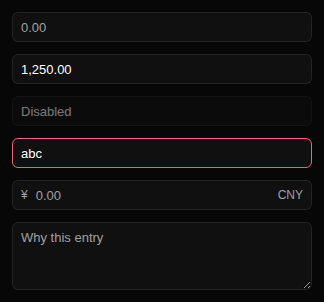 0.00
1,250.00
Disabled
abc
¥ 0.00 CNY
Why this entry